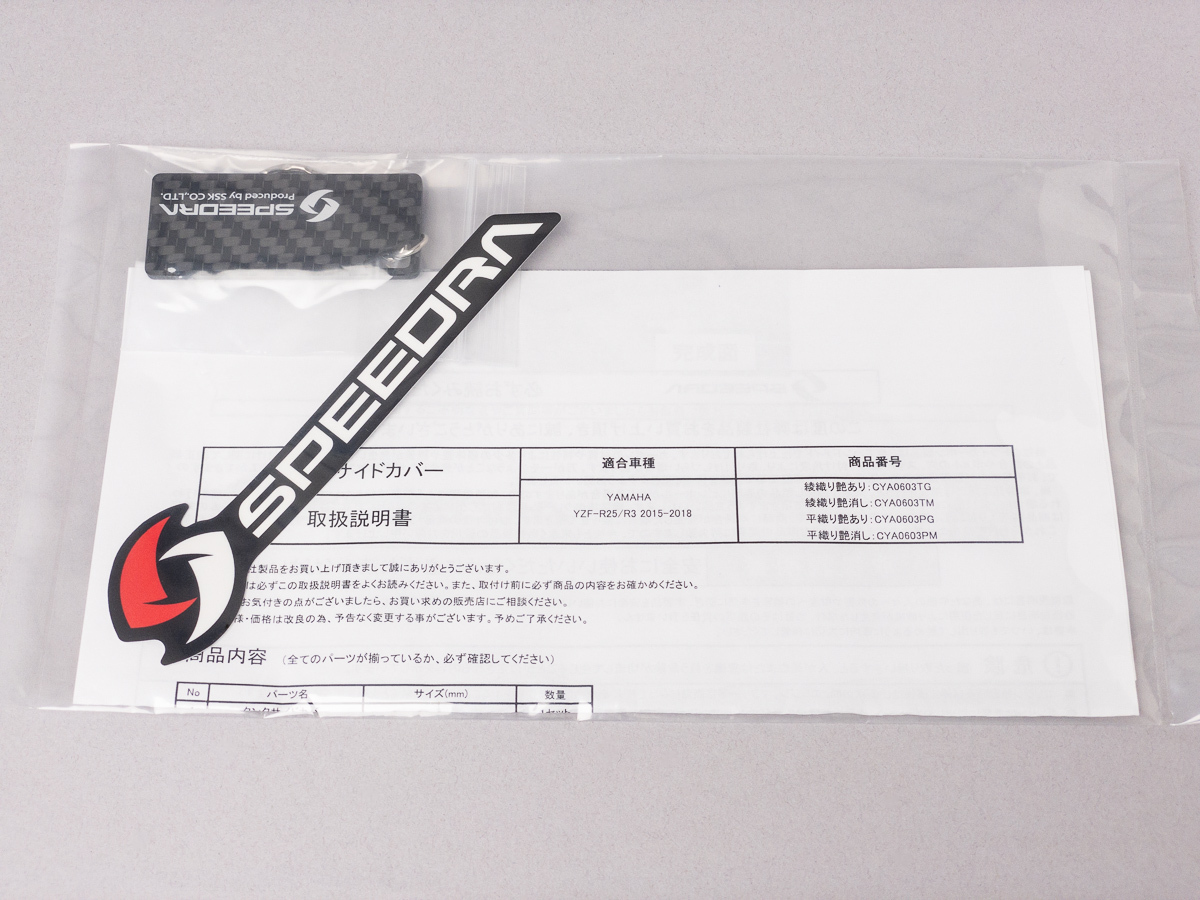 SPEEDRA
Produced by SSK CO.,LTD.
SPEEDRA
サイドカバー
取扱説明書
適合車種
YAMAHA
YZF-R25/R3 2015-2018
商品番号
綾織り艶あり:CYA0603TG
綾織り艶消し:CYA0603TM
平織り艶あり:CYA0603PG
平織り艶消し:CYA0603PM
社製品をお買い上げ頂きまして誠にありがとうございます。
は必ずこの取扱説明書をよくお読みください。また、取付け前に必ず商品の内容をお確かめください。
お気付きの点がございましたら、お買い求めの販売店にご相談ください。
様・価格は改良の為、予告なく変更する事がございます。予めご了承ください。
商品内容 (全てのパーツが揃っているか、必ず確認してください)
No パーツ名 サイズ(mm) 数量